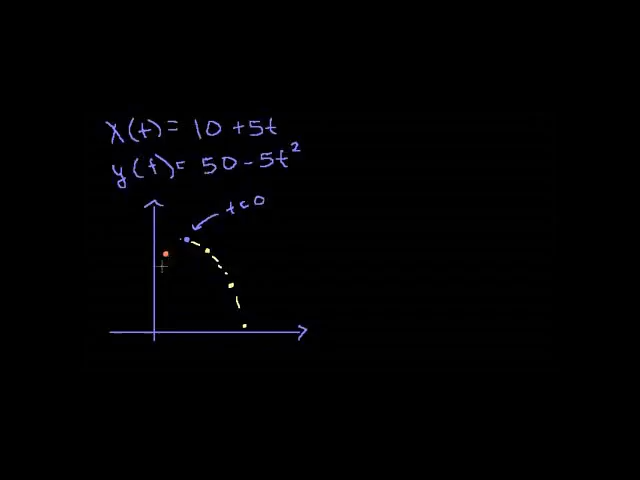 x(t) = 10 + 5t
y(t) = 50 - 5t²
t = 0